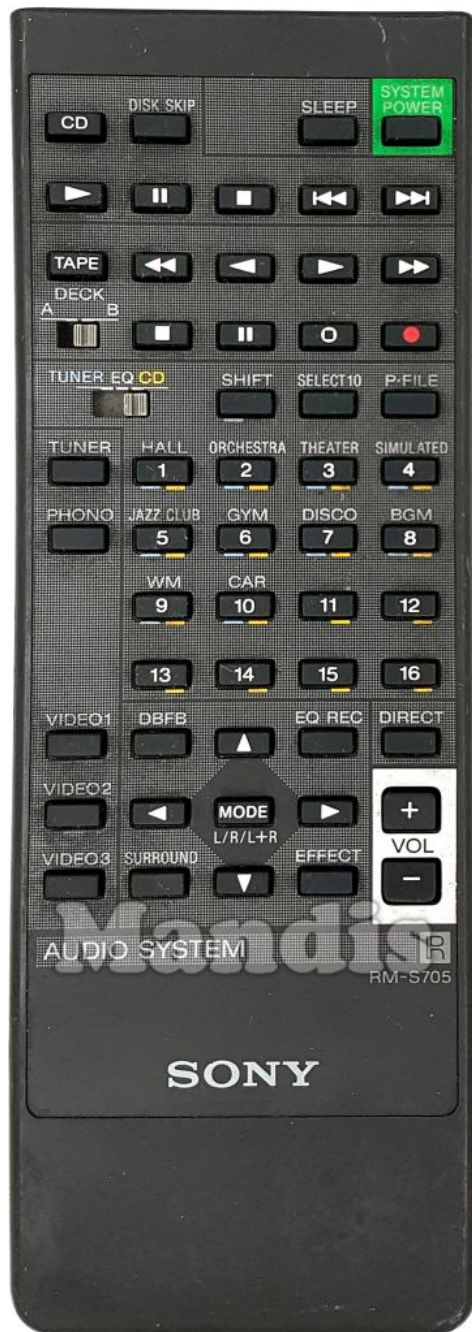 SYSTEM
DISK SKIP SLEEP POWER
CD
TAPE
DECK
A B
TUNER EQ CD SHIFT SELECT10 P·FILE
TUNER HALL ORCHESTRA THEATER SIMULATED
1 2 3 4
PHONO JAZZ CLUB GYM DISCO BGM
5 6 7 8
WM CAR
9 10 11 12
13 14 15 16
VIDEO1 DBFB EQ REC DIRECT
VIDEO2
MODE +
L/R/L+R VOL
VIDEO3 SURROUND EFFECT
−
Mandis
AUDIO SYSTEM R
RM-S705
SONY